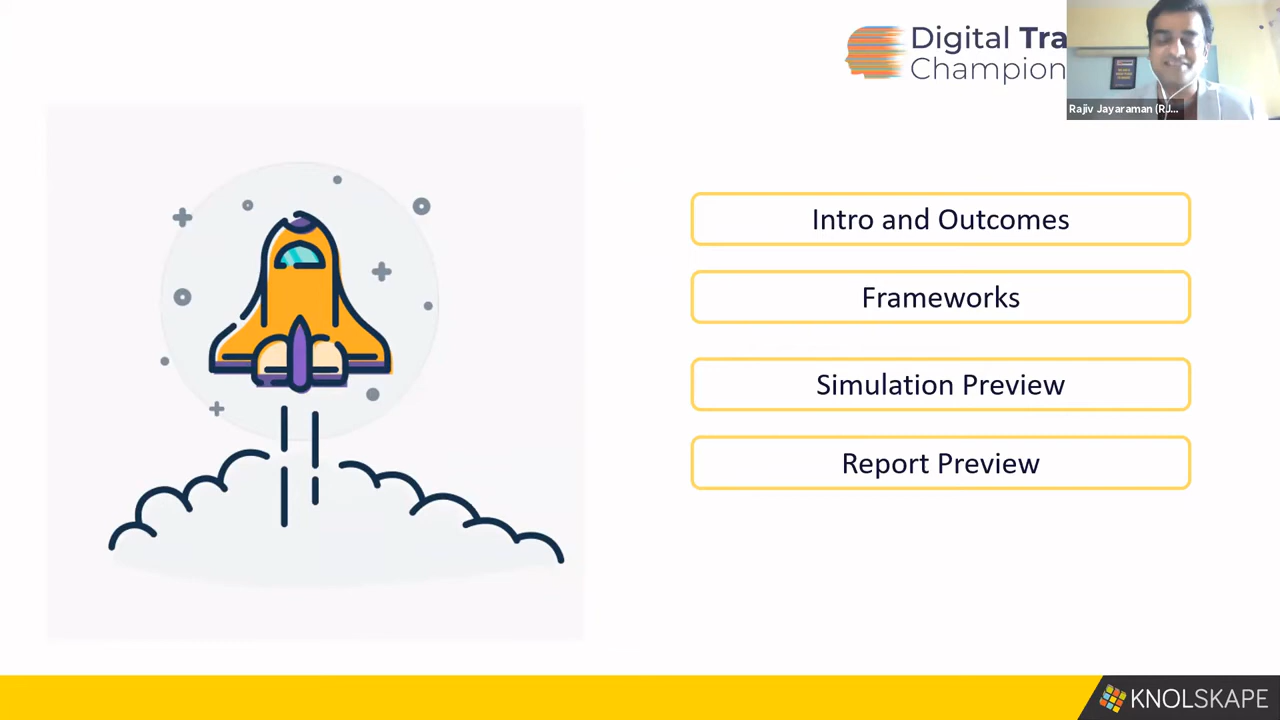 Digital Tra
Champion
Rajiv Jayaraman (RJ...
Intro and Outcomes
Frameworks
Simulation Preview
Report Preview
KNOLSKAPE